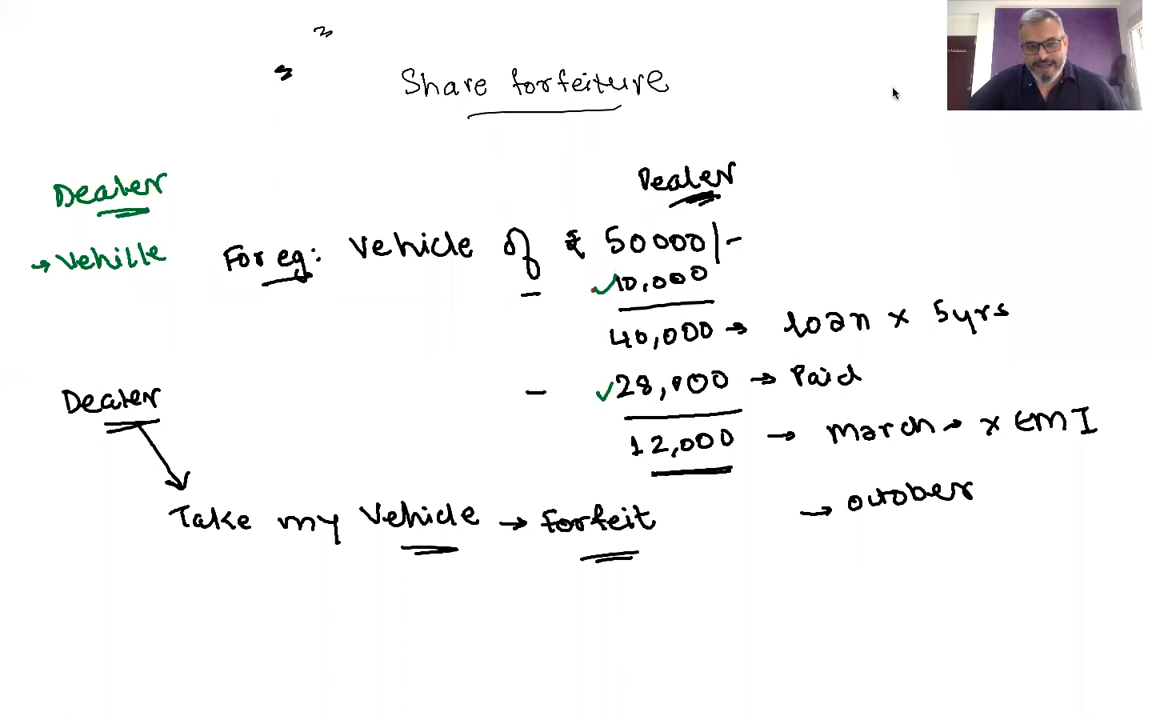 Share forfeiture
Dealer
Dealer
→ Vehille
For eg: Vehicle of ₹ 50000/-
✓10,000
40,000 → loan x 5yrs
- ✓28,000 → Paid
Dealer
12,000 → march → x EMI
→ october
Take my Vehicle → forfeit